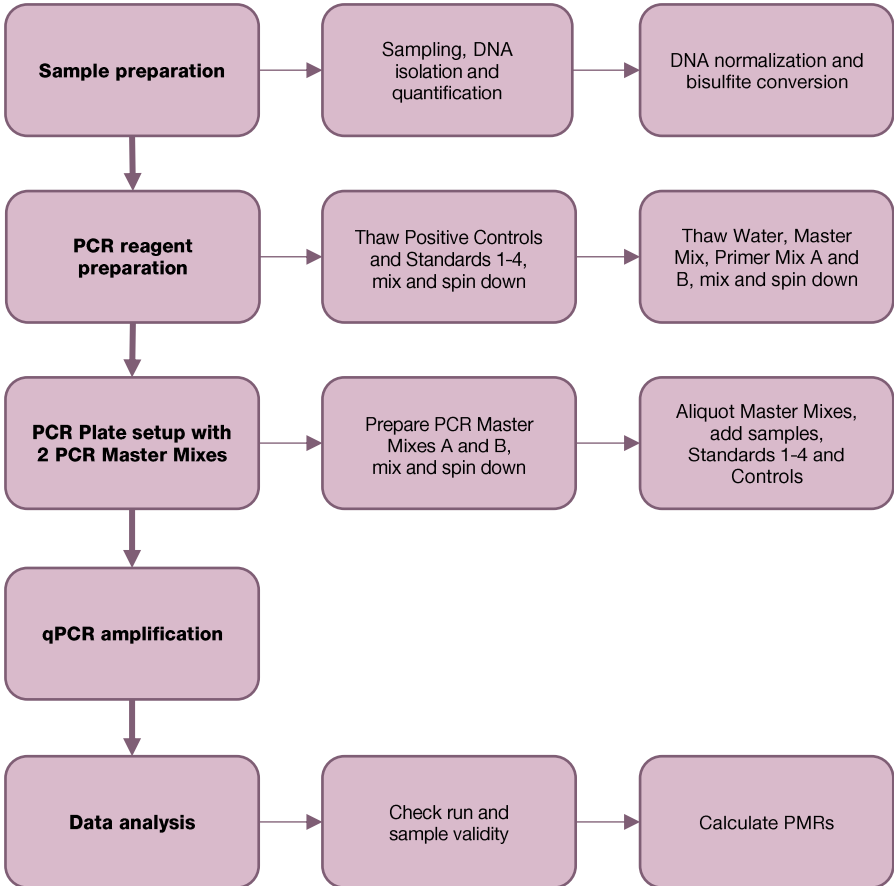 Sample preparation
Sampling, DNA
isolation and
quantification
DNA normalization and
bisulfite conversion
PCR reagent
preparation
Thaw Positive Controls
and Standards 1-4,
mix and spin down
Thaw Water, Master
Mix, Primer Mix A and
B, mix and spin down
PCR Plate setup with
2 PCR Master Mixes
Prepare PCR Master
Mixes A and B,
mix and spin down
Aliquot Master Mixes,
add samples,
Standards 1-4 and
Controls
qPCR amplification
Data analysis
Check run and
sample validity
Calculate PMRs